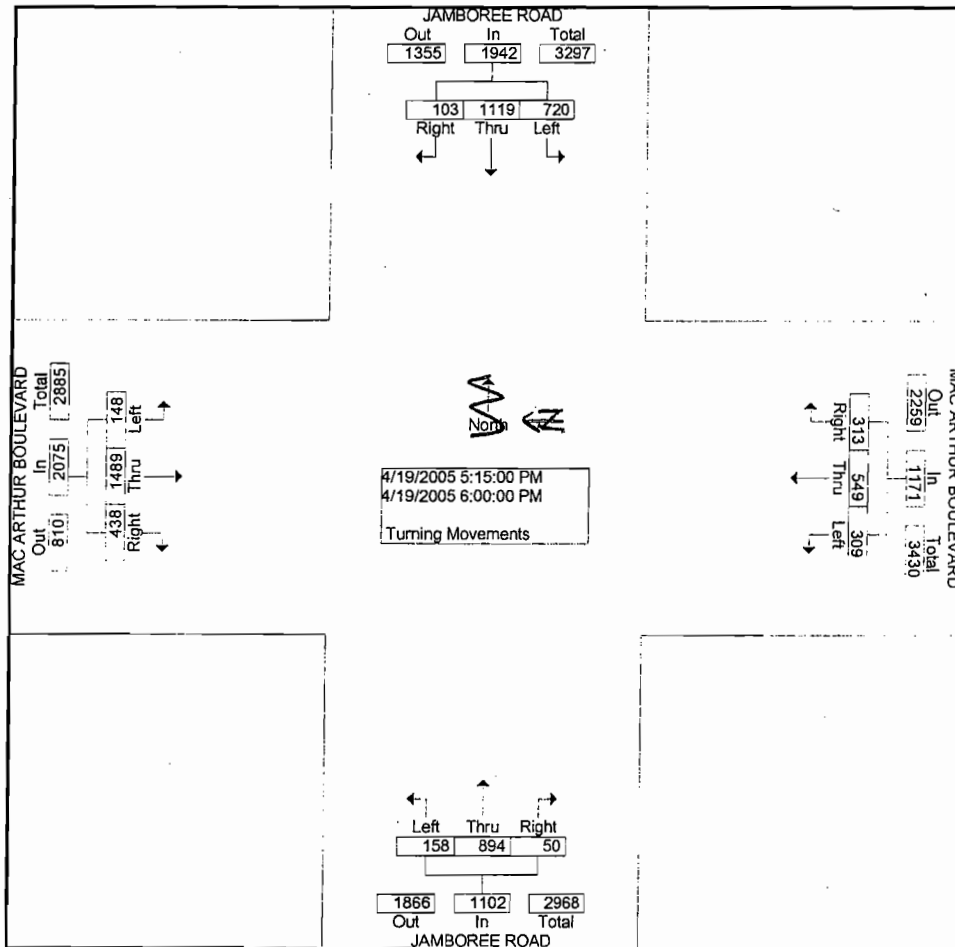 JAMBOREE ROAD
Out In Total
1355 1942 3297
103 1119 720
Right Thru Left
MAC ARTHUR BOULEVARD
Total 2885
In 2075
Out 810
148 Left
1489 Thru
438 Right
North
N
4/19/2005 5:15:00 PM
4/19/2005 6:00:00 PM
Turning Movements
Right 313
Thru 549
Left 309
Out 2259
In 1171
Total 3430
MAC ARTHUR BOULEVARD
Left Thru Right
158 894 50
1866 1102 2968
Out In Total
JAMBOREE ROAD